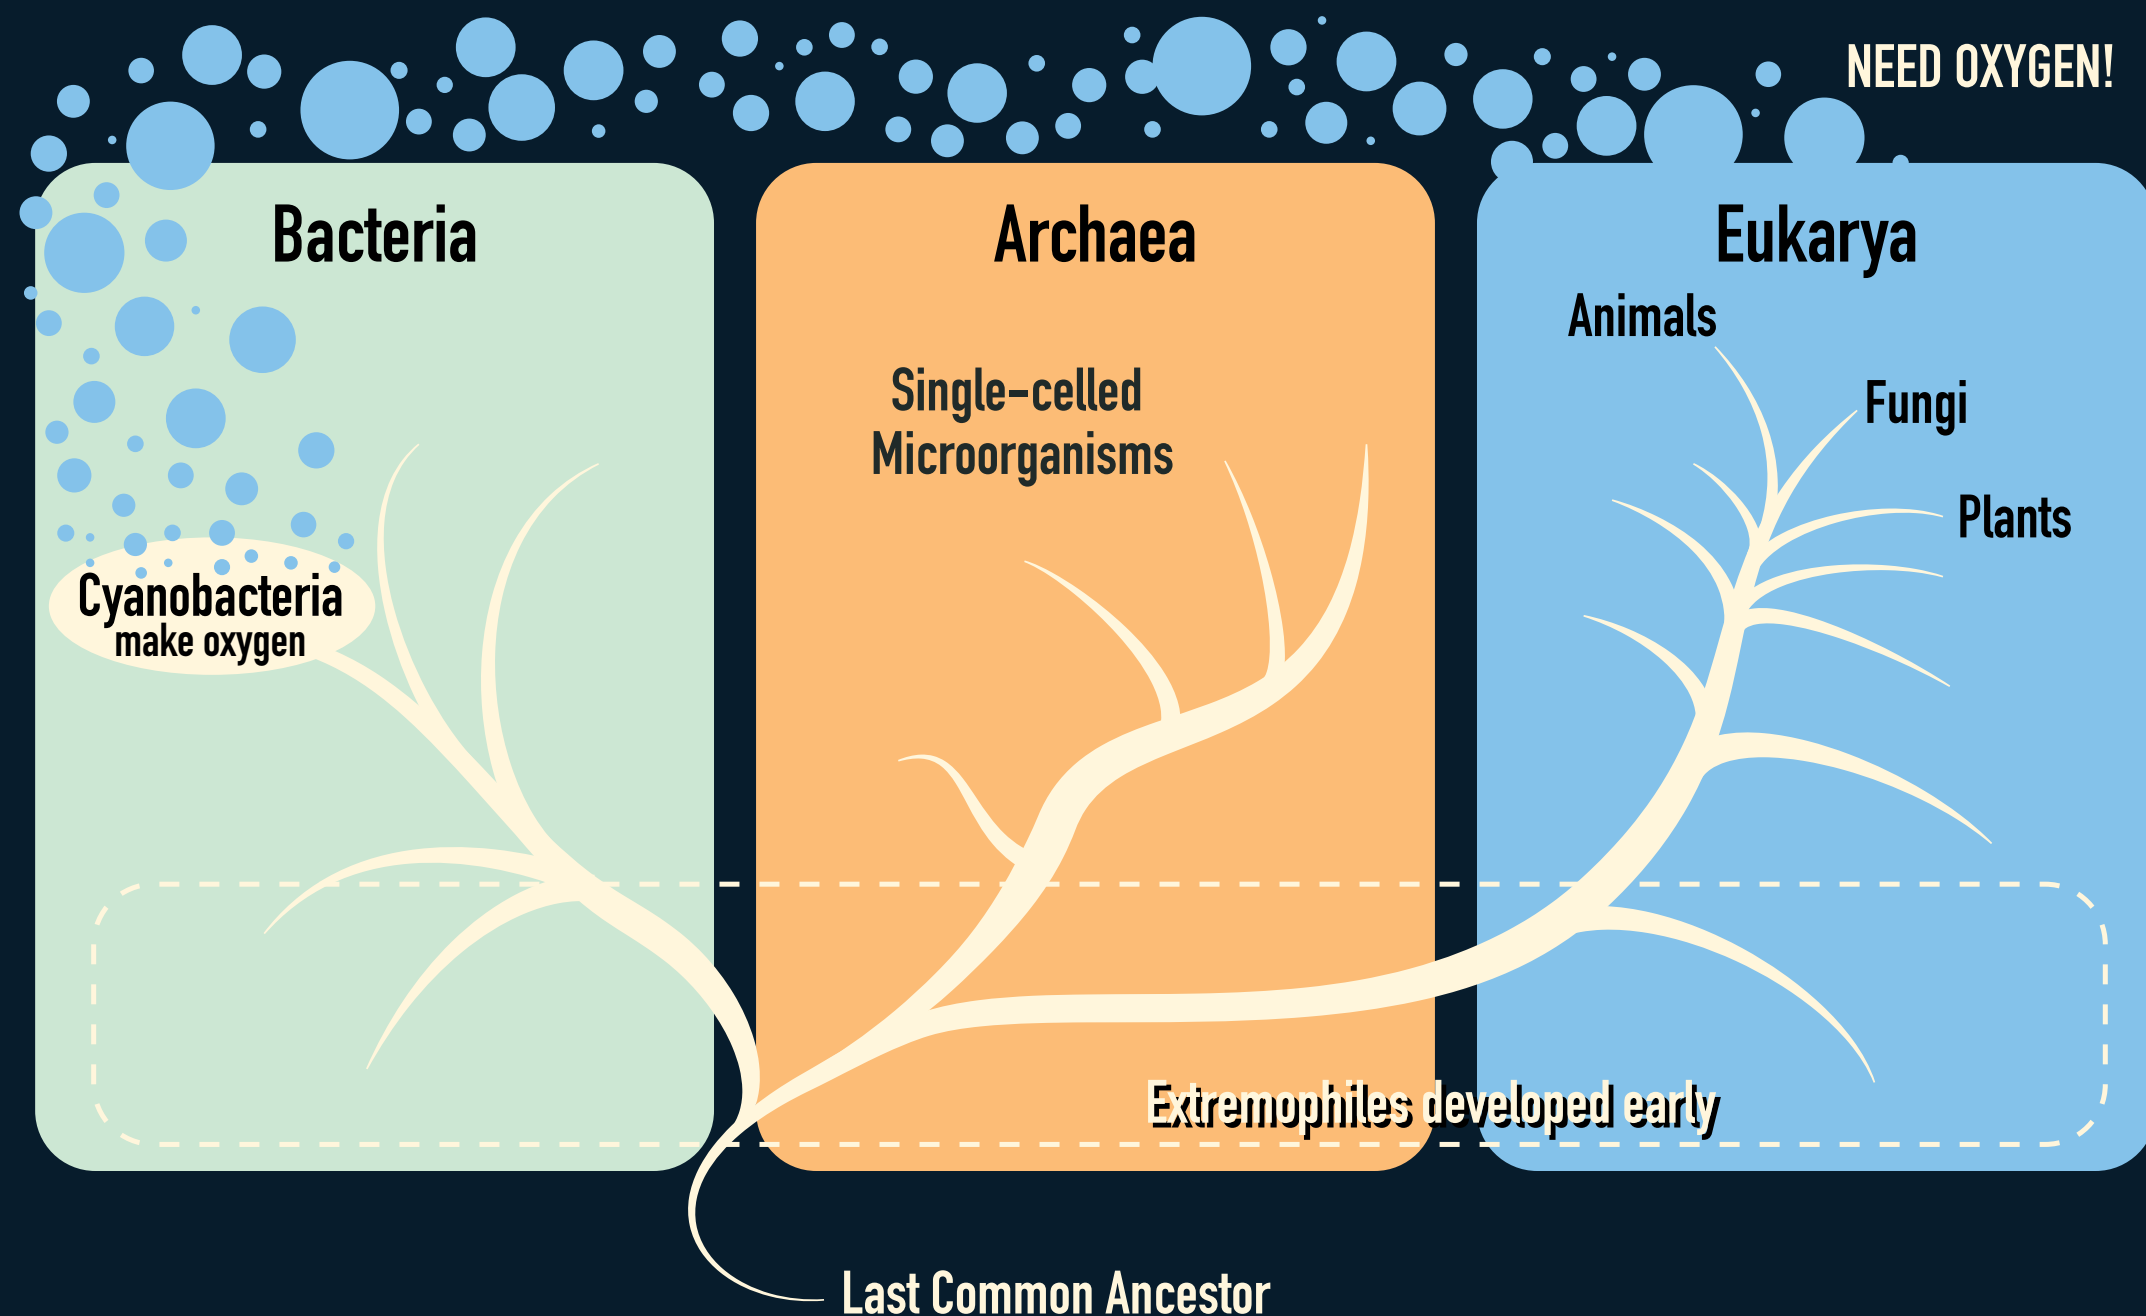 NEED OXYGEN!
Bacteria
Archaea
Eukarya
Animals
Fungi
Single-celled
Microorganisms
Plants
Cyanobacteria
make oxygen
Extremophiles developed early
Last Common Ancestor